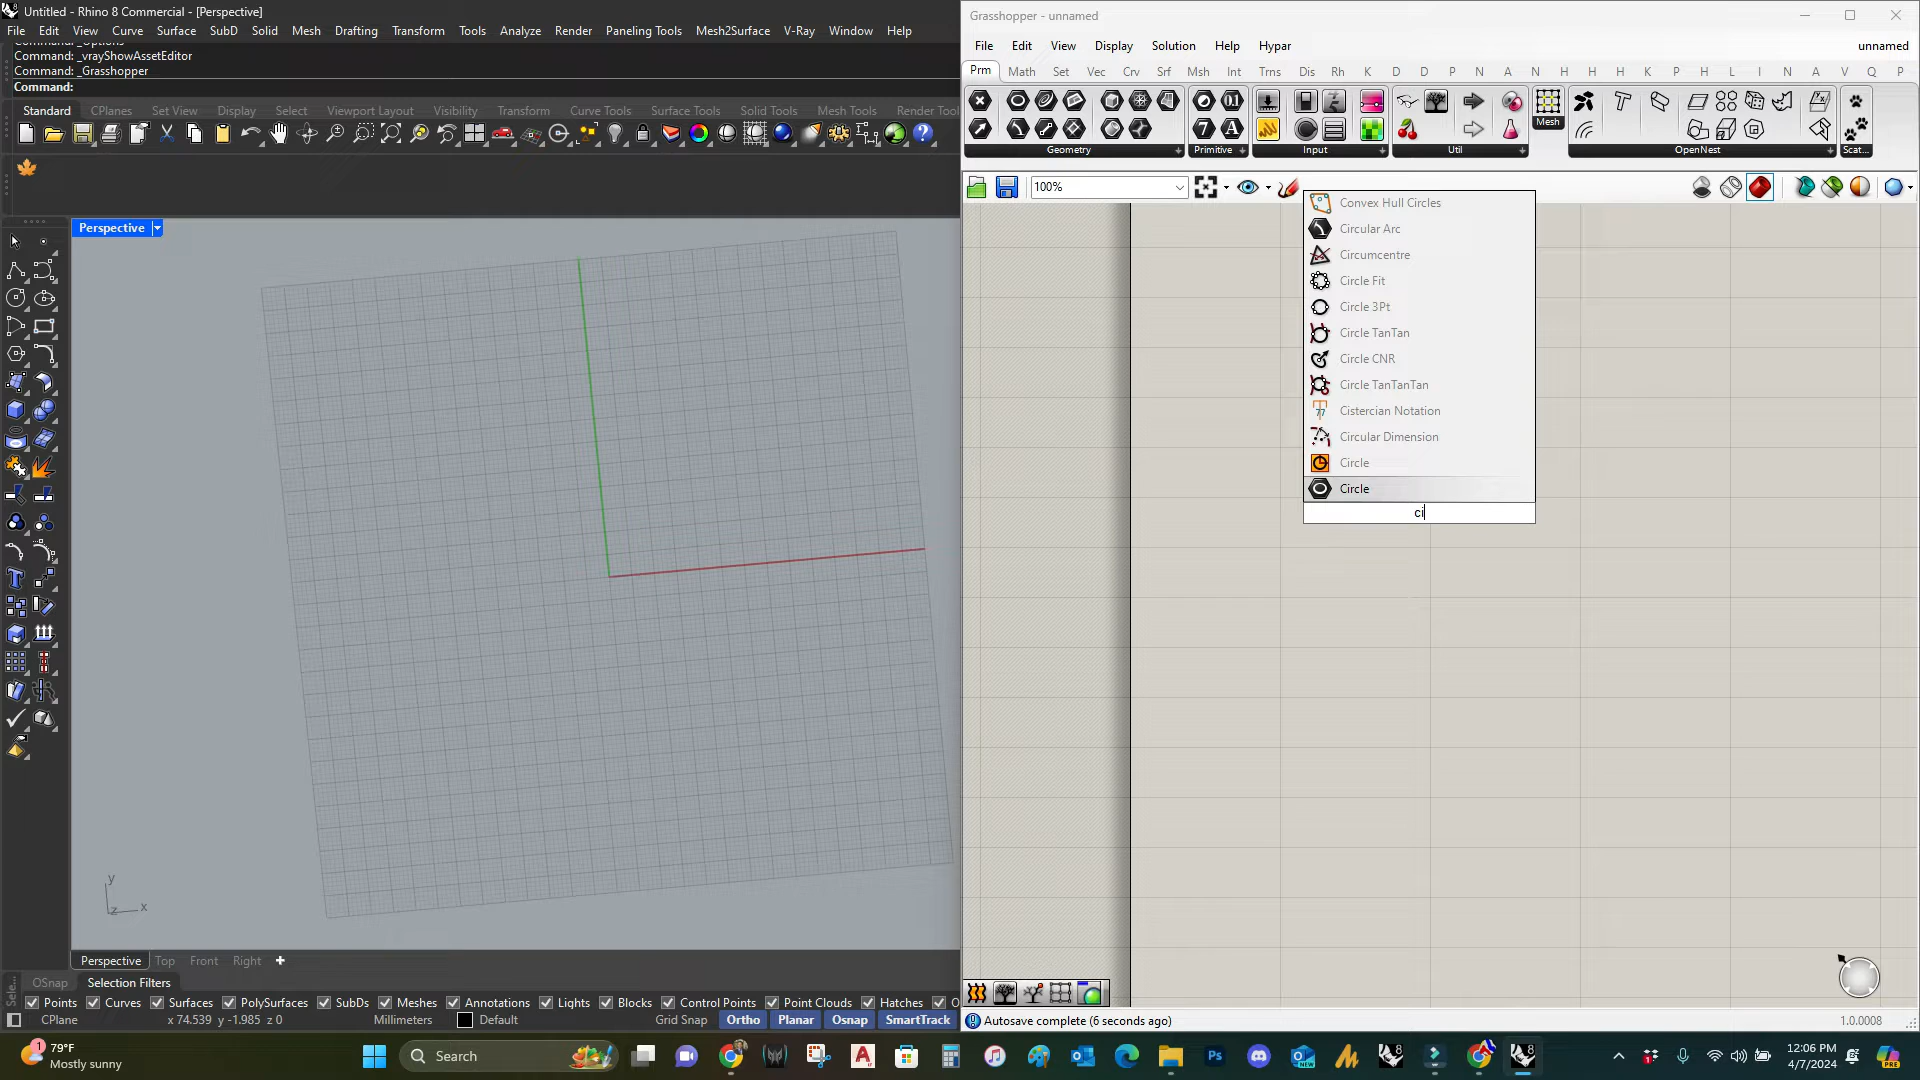 Untitled - Rhino 8 Commercial - [Perspective]
File Edit View Curve Surface SubD Solid Mesh Drafting Transform Tools Analyze Render Paneling Tools Mesh2Surface V-Ray Window Help
Command: _Options
Command: _vrayShowAssetEditor
Command: _Grasshopper
Command:
Standard CPlanes Set View Display Select Viewport Layout Visibility Transform Curve Tools Surface Tools Solid Tools Mesh Tools Render Tool
Perspective
y
z x
Perspective Top Front Right
OSnap Selection Filters
Sele...
Points Curves Surfaces PolySurfaces SubDs Meshes Annotations Lights Blocks Control Points Point Clouds Hatches O
CPlane x 74.539 y -1.985 z 0 Millimeters Default Grid Snap Ortho Planar Osnap SmartTrack
Grasshopper - unnamed
File Edit View Display Solution Help Hypar unnamed
Prm Math Set Vec Crv Srf Msh Int Trns Dis Rh K D D P N A N H H H K P H L I N A V Q P
Mesh
Geometry Primitive Input Util OpenNest Scat...
100%
Convex Hull Circles
Circular Arc
Circumcentre
Circle Fit
Circle 3Pt
Circle TanTan
Circle CNR
Circle TanTanTan
Cistercian Notation
Circular Dimension
Circle
Circle
ci
Autosave complete (6 seconds ago) 1.0.0008
79°F
Mostly sunny
Search
12:06 PM
4/7/2024